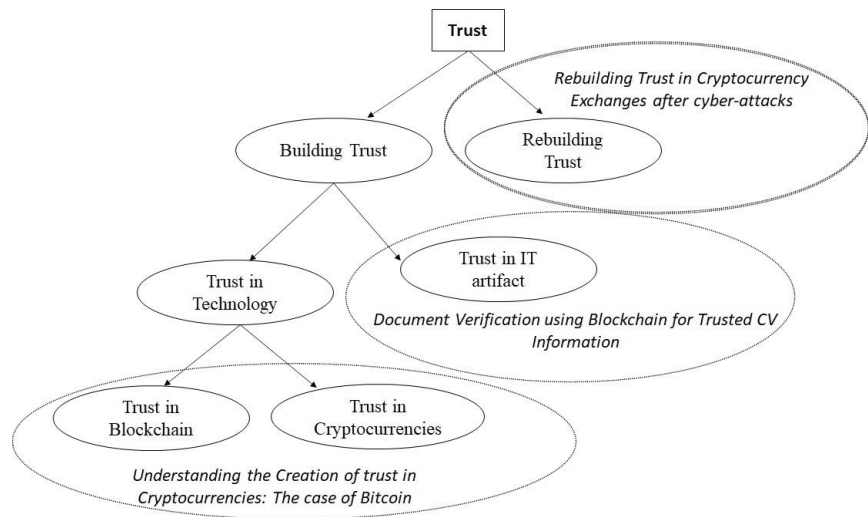 Trust
Rebuilding Trust in Cryptocurrency
Exchanges after cyber-attacks
Building Trust
Rebuilding
Trust
Trust in
Technology
Trust in IT
artifact
Document Verification using Blockchain for Trusted CV
Information
Trust in
Blockchain
Trust in
Cryptocurrencies
Understanding the Creation of trust in
Cryptocurrencies: The case of Bitcoin